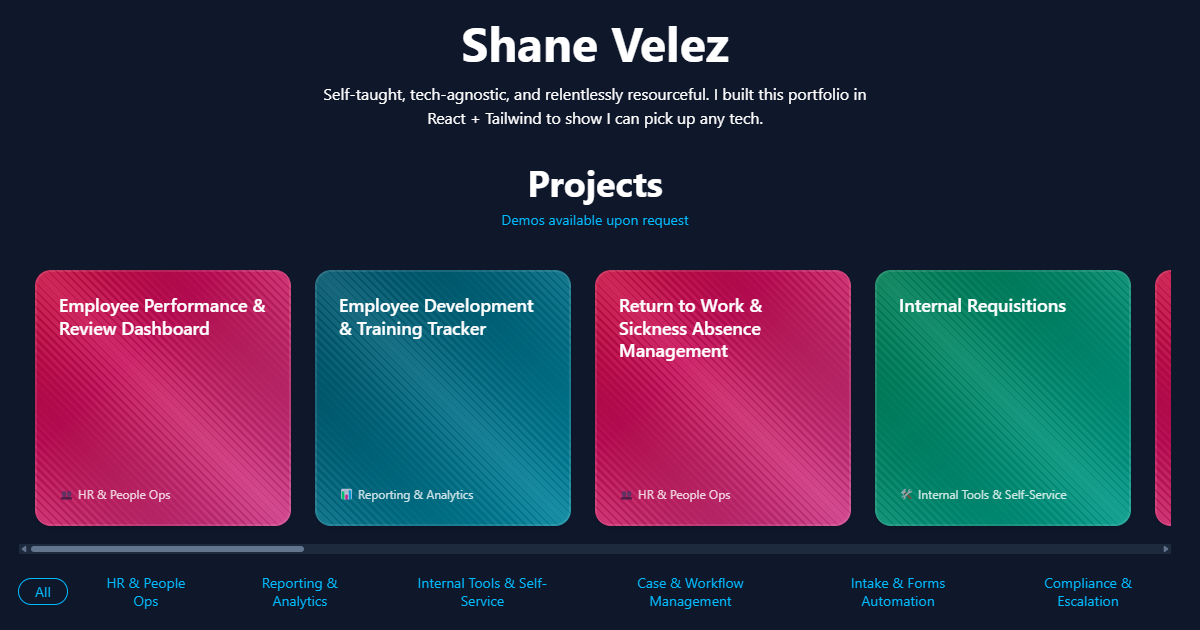 Shane Velez
Self-taught, tech-agnostic, and relentlessly resourceful. I built this portfolio in
React + Tailwind to show I can pick up any tech.
Projects
Demos available upon request
Employee Performance &
Review Dashboard
HR & People Ops
Employee Development
& Training Tracker
Reporting & Analytics
Return to Work &
Sickness Absence
Management
HR & People Ops
Internal Requisitions
Internal Tools & Self-Service
All
HR & People
Ops
Reporting &
Analytics
Internal Tools & Self-
Service
Case & Workflow
Management
Intake & Forms
Automation
Compliance &
Escalation